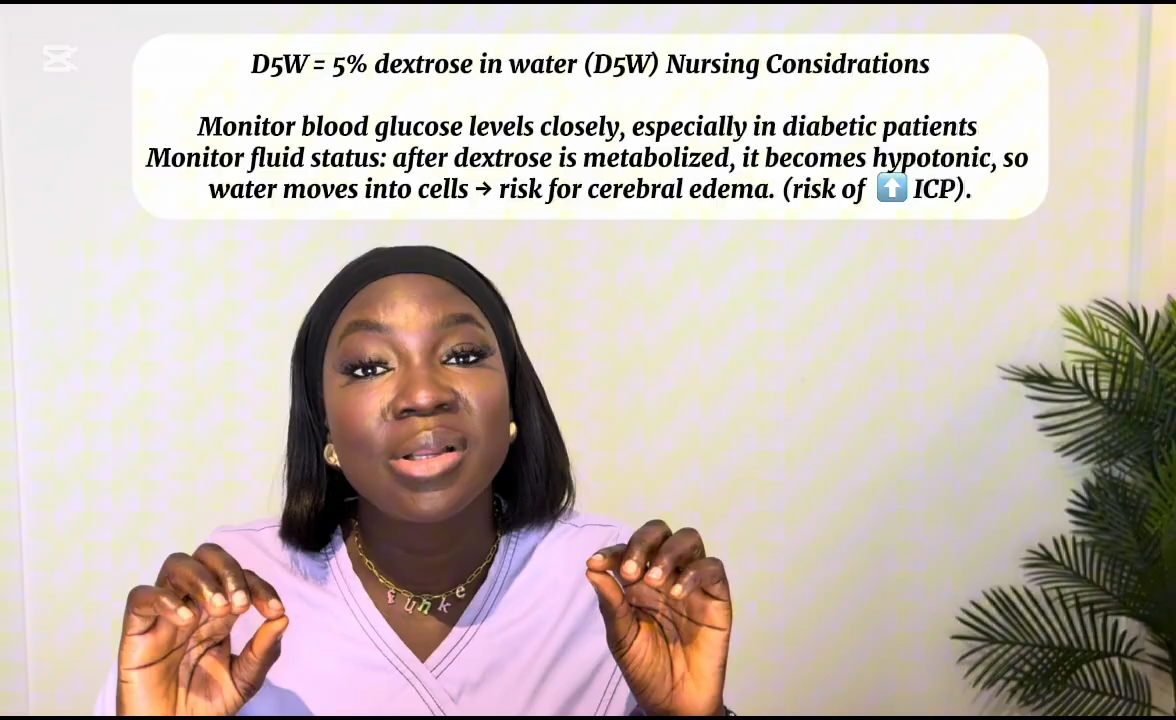 D5W = 5% dextrose in water (D5W) Nursing Considrations
Monitor blood glucose levels closely, especially in diabetic patients
Monitor fluid status: after dextrose is metabolized, it becomes hypotonic, so
water moves into cells → risk for cerebral edema. (risk of ⬆️ ICP).
funke